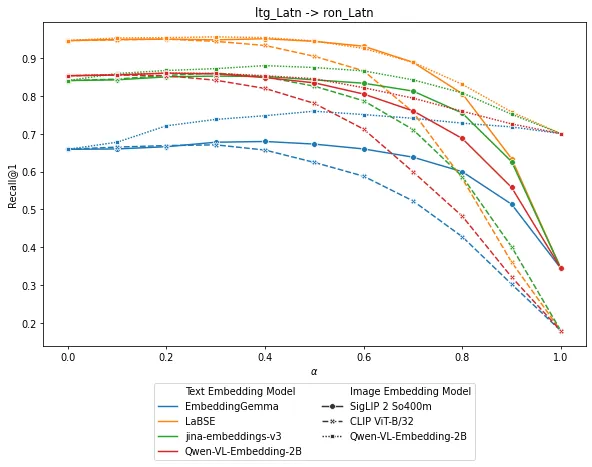 ltg_Latn -> ron_Latn
Recall@1
0.9
0.8
0.7
0.6
0.5
0.4
0.3
0.2
0.0
0.2
0.4
0.6
0.8
1.0
α
Text Embedding Model
EmbeddingGemma
LaBSE
jina-embeddings-v3
Qwen-VL-Embedding-2B
Image Embedding Model
SigLIP 2 So400m
CLIP ViT-B/32
Qwen-VL-Embedding-2B